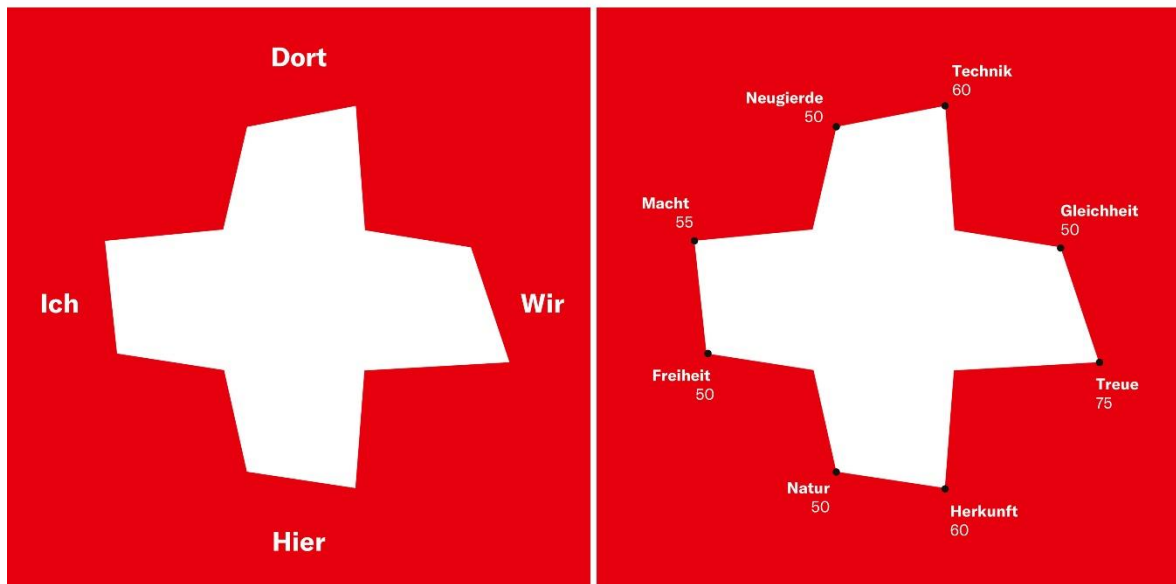 Dort
Ich
Wir
Hier
Technik
60
Neugierde
50
Macht
55
Gleichheit
50
Freiheit
50
Treue
75
Natur
50
Herkunft
60